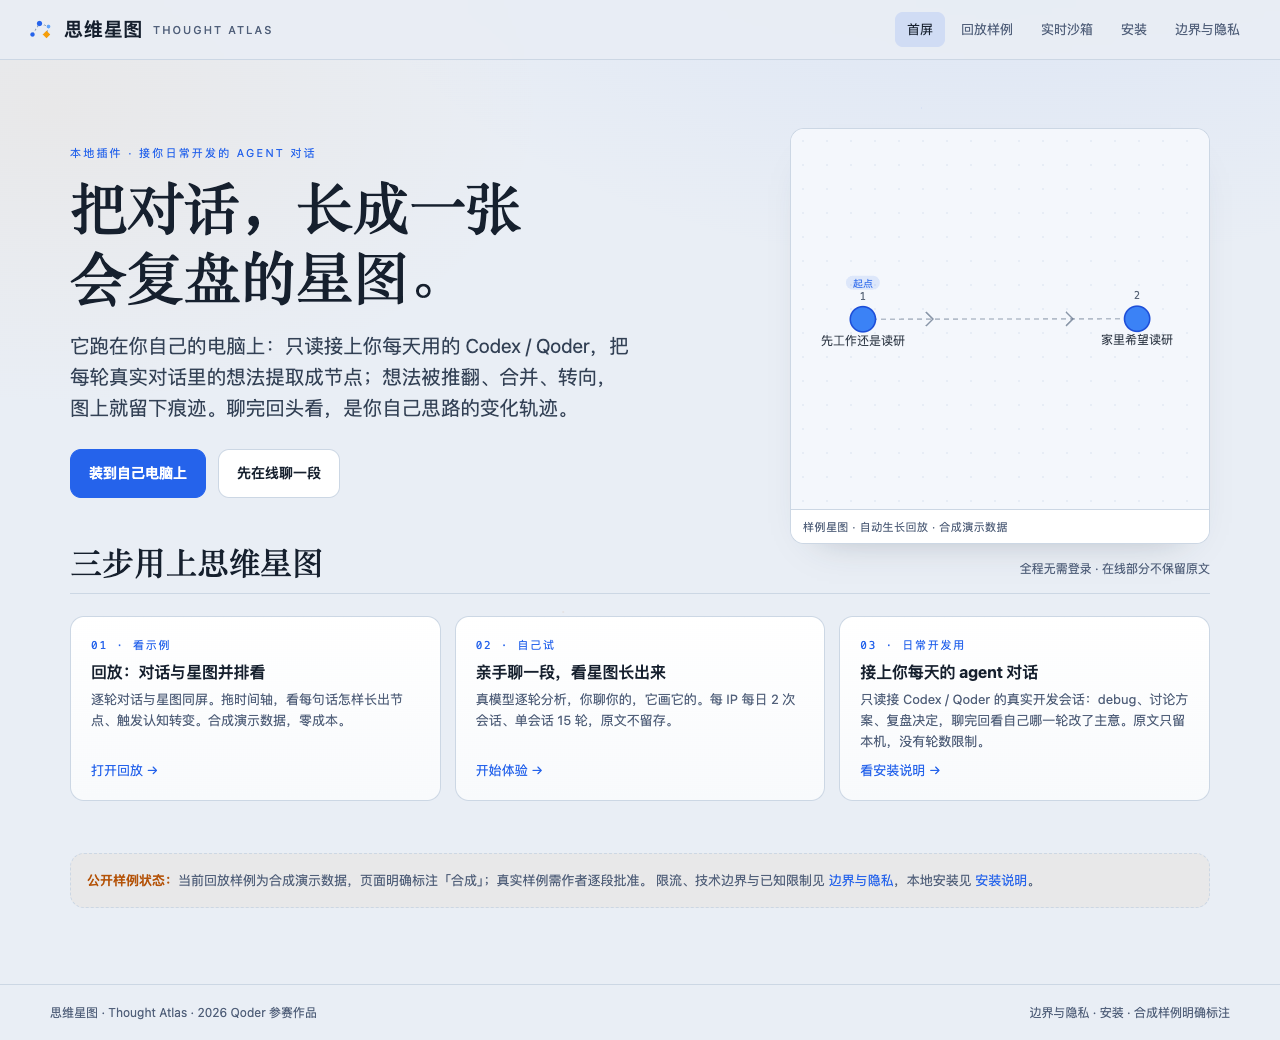 思维星图 THOUGHT ATLAS
首屏 回放样例 实时沙箱 安装 边界与隐私
本地插件 · 接你日常开发的 AGENT 对话
把对话，长成一张
会复盘的星图。
它跑在你自己的电脑上：只读接上你每天用的 Codex / Qoder，把
每轮真实对话里的想法提取成节点；想法被推翻、合并、转向，
图上就留下痕迹。聊完回头看，是你自己思路的变化轨迹。
装到自己电脑上 先在线聊一段
起点
1
先工作还是读研
2
家里希望读研
样例星图 · 自动生长回放 · 合成演示数据
三步用上思维星图
全程无需登录 · 在线部分不保留原文
01 · 看示例
回放：对话与星图并排看
逐轮对话与星图同屏。拖时间轴，看每句话怎样长出节
点、触发认知转变。合成演示数据，零成本。
打开回放 →
02 · 自己试
亲手聊一段，看星图长出来
真模型逐轮分析，你聊你的，它画它的。每 IP 每日 2 次
会话、单会话 15 轮，原文不留存。
开始体验 →
03 · 日常开发用
接上你每天的 agent 对话
只读接 Codex / Qoder 的真实开发会话：debug、讨论方
案、复盘决定，聊完回看自己哪一轮改了主意。原文只留
本机，没有轮数限制。
看安装说明 →
公开样例状态：当前回放样例为合成演示数据，页面明确标注「合成」；真实样例需作者逐段批准。 限流、技术边界与已知限制见 边界与隐私，本地安装见 安装说明。
思维星图 · Thought Atlas · 2026 Qoder 参赛作品
边界与隐私 · 安装 · 合成样例明确标注